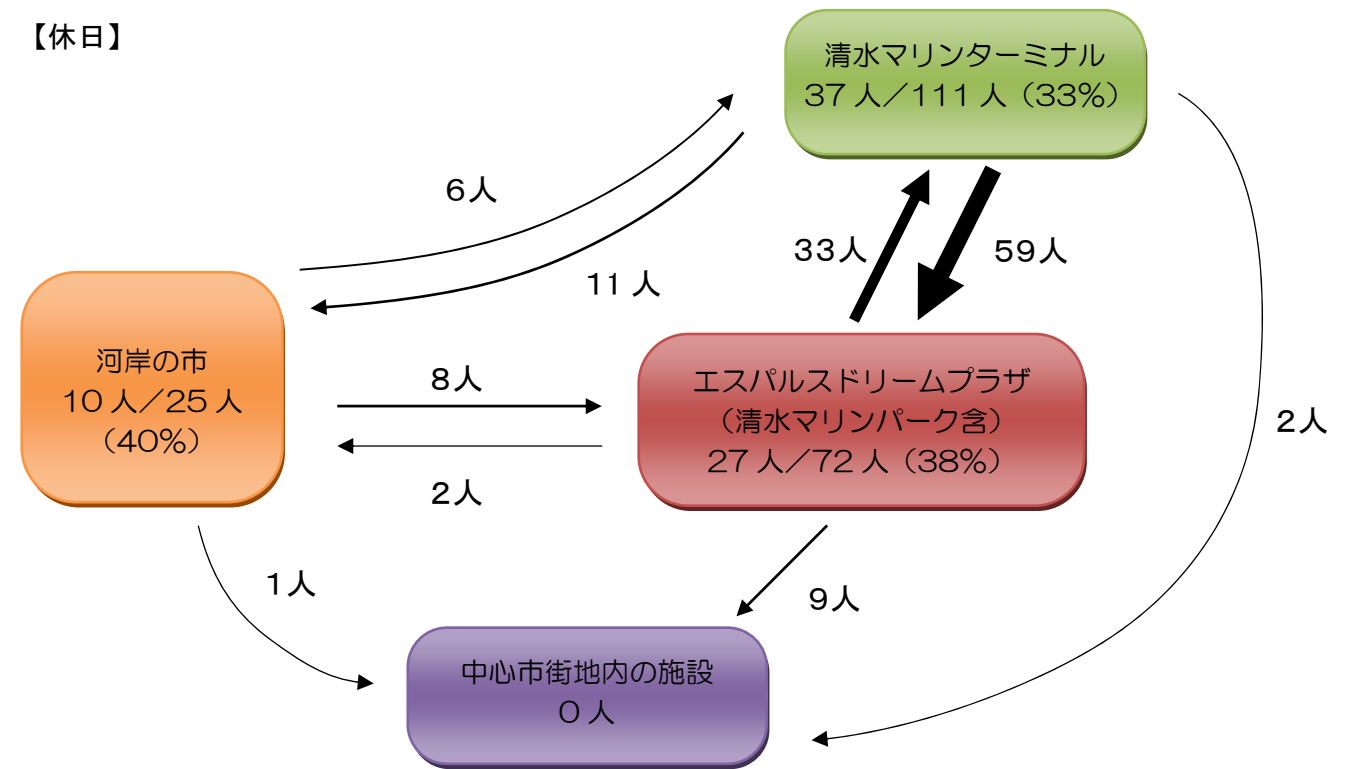 【休日】
清水マリンターミナル
37人／111人（33%）
6人
11人
33人
59人
河岸の市
10人／25人
（40%）
8人
2人
エスパルスドリームプラザ
（清水マリンパーク含）
27人／72人（38%）
2人
1人
9人
中心市街地内の施設
0人